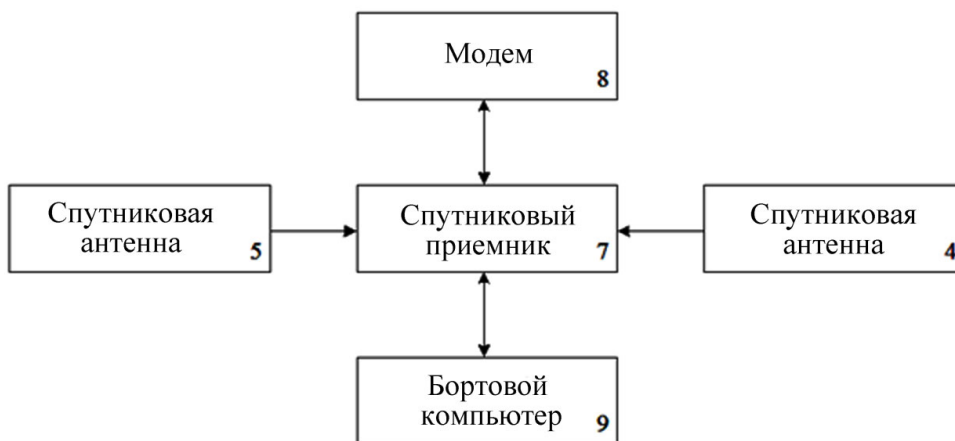 Модем
8
Спутниковая
антенна
5
Спутниковый
приемник
7
Спутниковая
антенна
4
Бортовой
компьютер
9